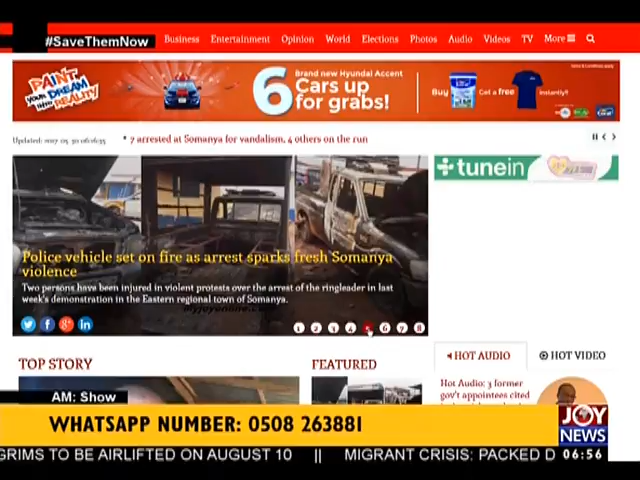 #SaveThemNow
Business Entertainment Opinion World Elections Photos Audio Videos TV More
PAINT
YOUR DREAM
INTO REALITY
6 Brand new Hyundai Accent
Cars up
for grabs!
Buy Get a free Instantly!
* 7 arrested at Somanya for vandalism, 4 others on the run
tunein
Police vehicle set on fire as arrest sparks fresh Somanya
violence
Two persons have been injured in violent protests over the arrest of the ringleader in last
week's demonstration in the Eastern regional town of Somanya.
myjoyonline.com
1 2 3 4 5 6 7 8
TOP STORY
FEATURED
HOT AUDIO
HOT VIDEO
Hot Audio: 3 former
gov't appointees cited
AM: Show
WHATSAPP NUMBER: 0508 263881
JOY
NEWS
GRIMS TO BE AIRLIFTED ON AUGUST 10 || MIGRANT CRISIS: PACKED D
06:56